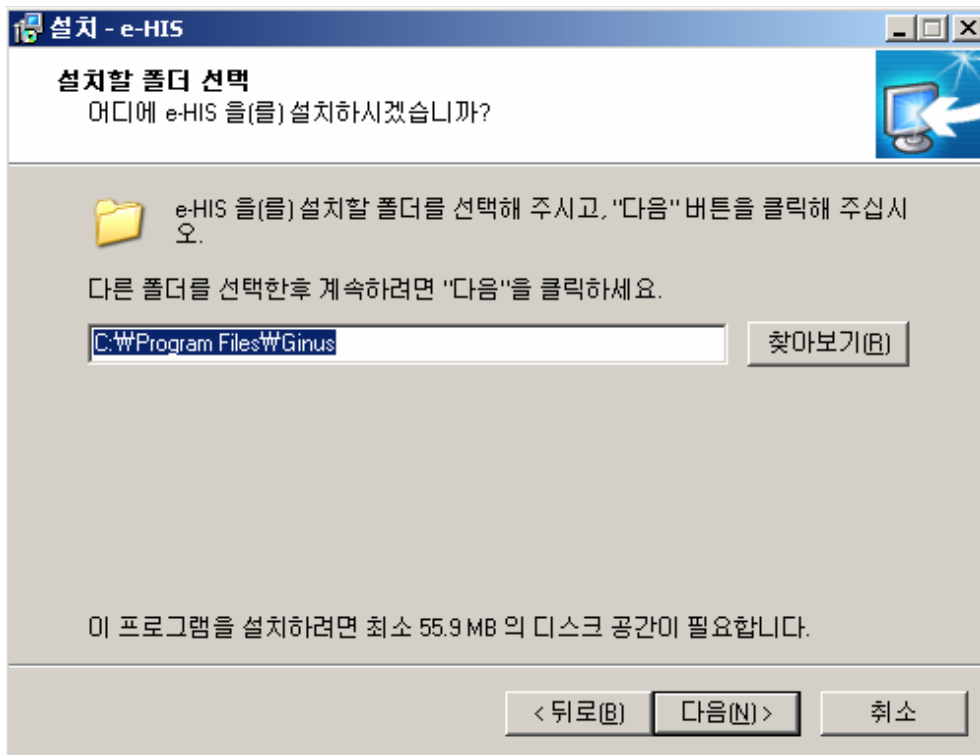 설치 - e-HIS
설치할 폴더 선택
어디에 e-HIS 을(를) 설치하시겠습니까?
e-HIS 을(를) 설치할 폴더를 선택해 주시고, "다음" 버튼을 클릭해 주십시
오.
다른 폴더를 선택한후 계속하려면 "다음"을 클릭하세요.
C:₩Program Files₩Ginus
찾아보기(R)
이 프로그램을 설치하려면 최소 55.9 MB 의 디스크 공간이 필요합니다.
< 뒤로(B)
다음(N) >
취소